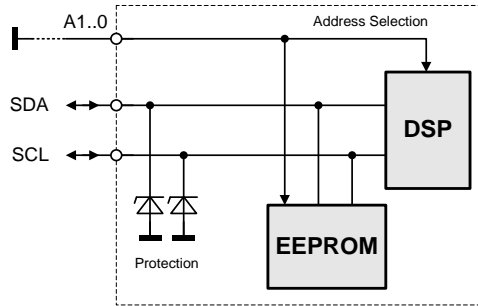 A1..0
Address Selection
SDA
DSP
SCL
EEPROM
Protection